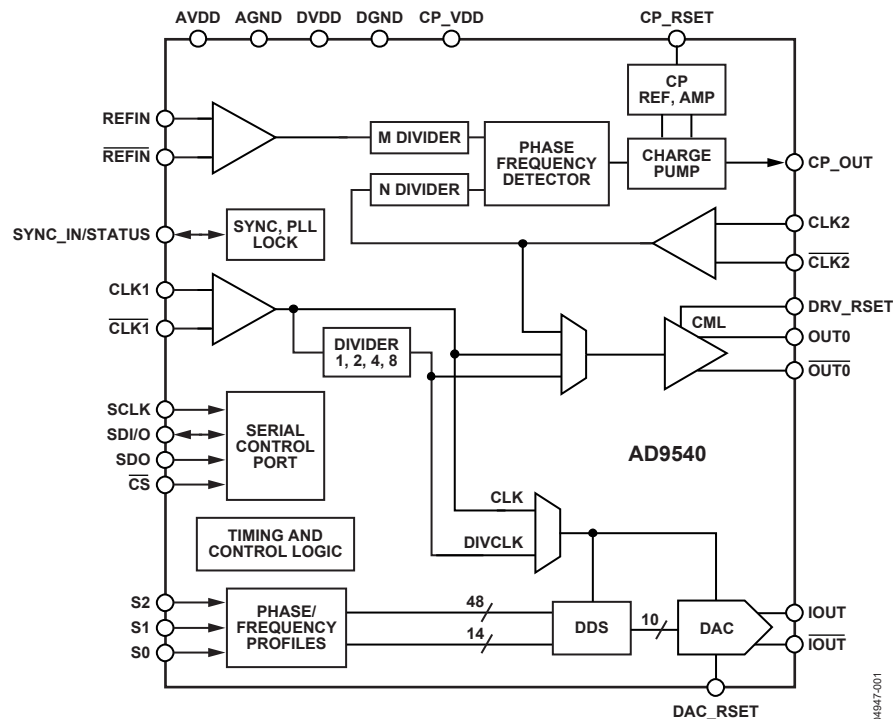 AVDD AGND DVDD DGND CP_VDD CP_RSET
CP
REF, AMP
REFIN
REFIN
M DIVIDER
N DIVIDER
PHASE
FREQUENCY
DETECTOR
CHARGE
PUMP
CP_OUT
SYNC_IN/STATUS
SYNC, PLL
LOCK
CLK2
CLK2
CLK1
CLK1
DIVIDER
1, 2, 4, 8
CML
DRV_RSET
OUT0
OUT0
SCLK
SDI/O
SDO
CS
SERIAL
CONTROL
PORT
AD9540
TIMING AND
CONTROL LOGIC
CLK
DIVCLK
S2
S1
S0
PHASE/
FREQUENCY
PROFILES
48
14
DDS
10
DAC
IOUT
IOUT
DAC_RSET
04947-001